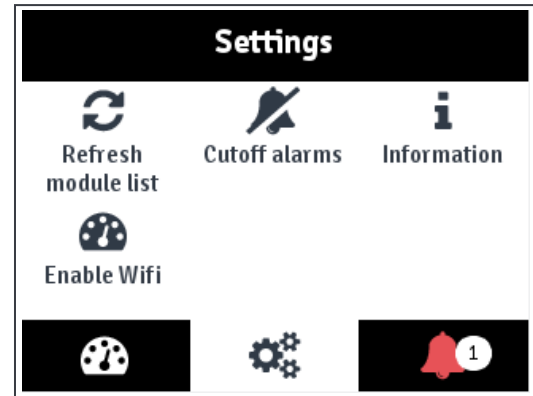 Settings
Refresh
module list
Cutoff alarms
Information
Enable Wifi
1